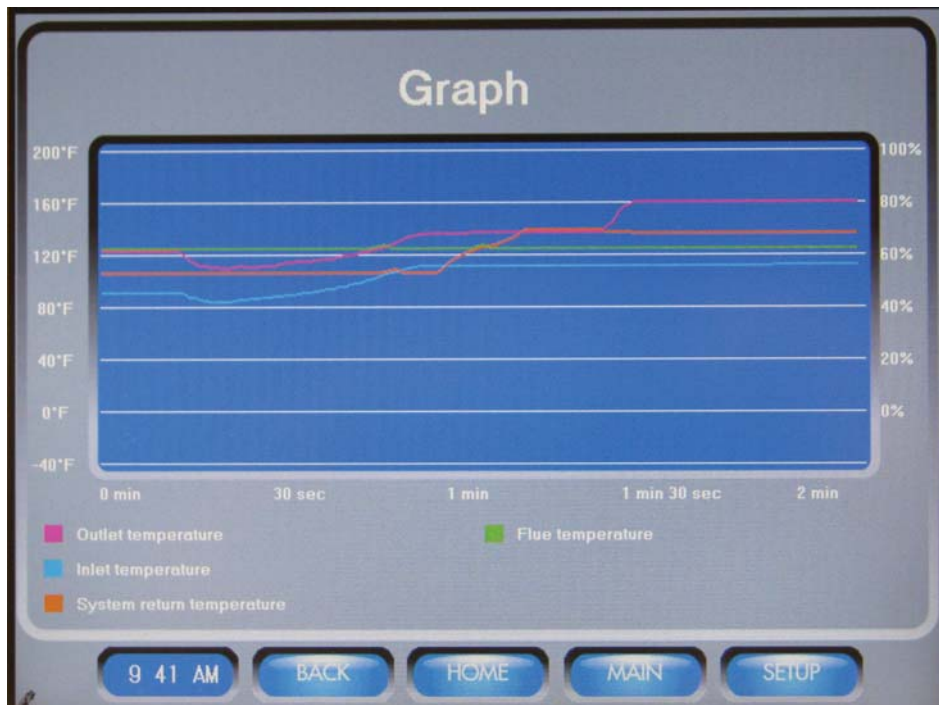 Graph
200°F
100%
160°F
80%
120°F
60%
80°F
40%
40°F
20%
0°F
0%
-40°F
0 min 30 sec 1 min 1 min 30 sec 2 min
Outlet temperature Flue temperature
Inlet temperature
System return temperature
9 41 AM BACK HOME MAIN SETUP